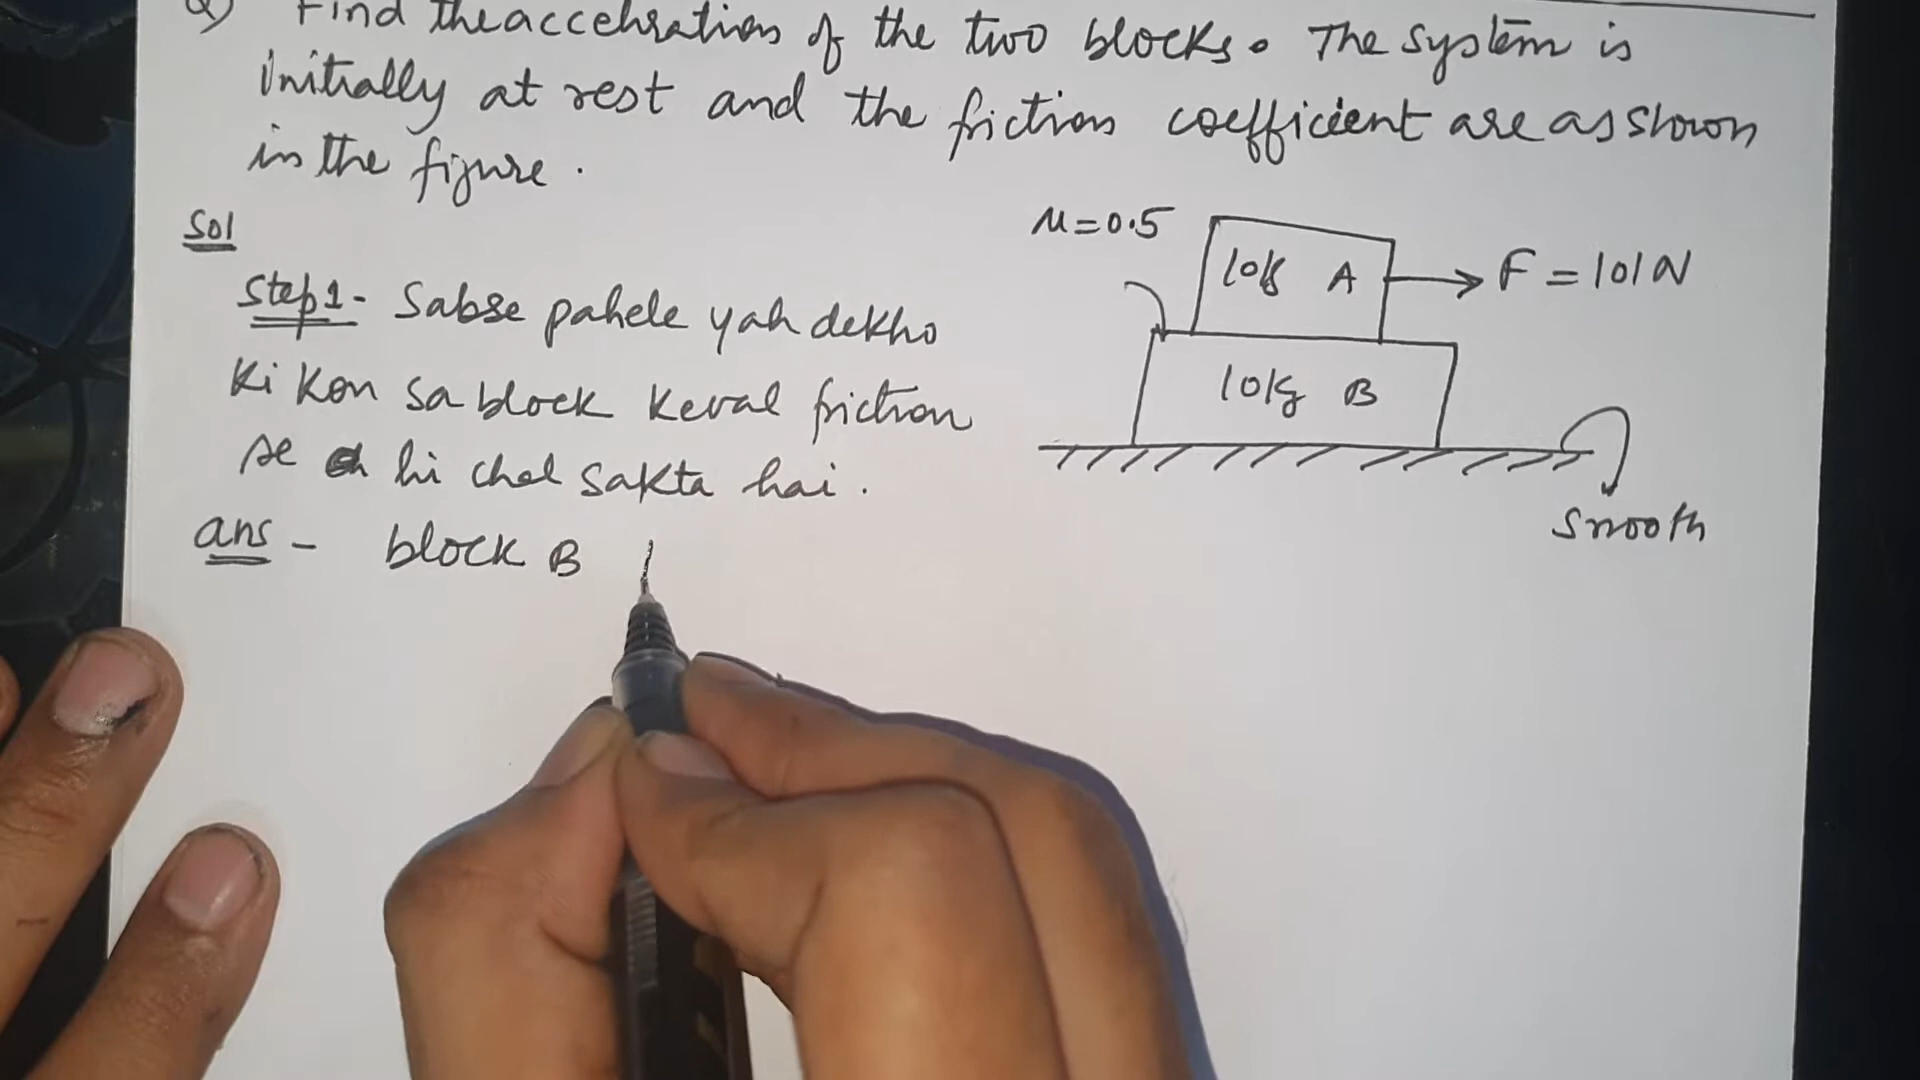 Q) Find the accelration of the two blocks. The system is
initially at rest and the friction coefficient are as shown
in the figure.
Sol
Step 1 - Sabse pahele yah dekho
ki kon sa block keval friction
se hi chal sakta hai.
ans - block B
μ = 0.5
10kg A
F = 101N
10kg B
Smooth